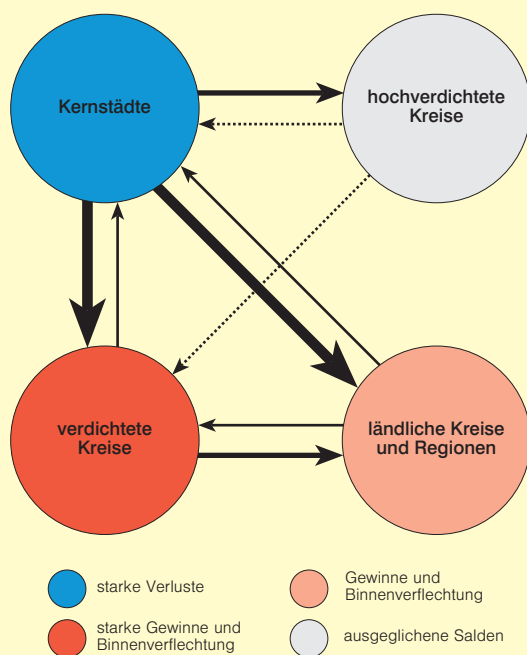 Kernstädte
hochverdichtete
Kreise
verdichtete
Kreise
ländliche Kreise
und Regionen
starke Verluste
Gewinne und
Binnenverflechtung
starke Gewinne und
Binnenverflechtung
ausgeglichene Salden